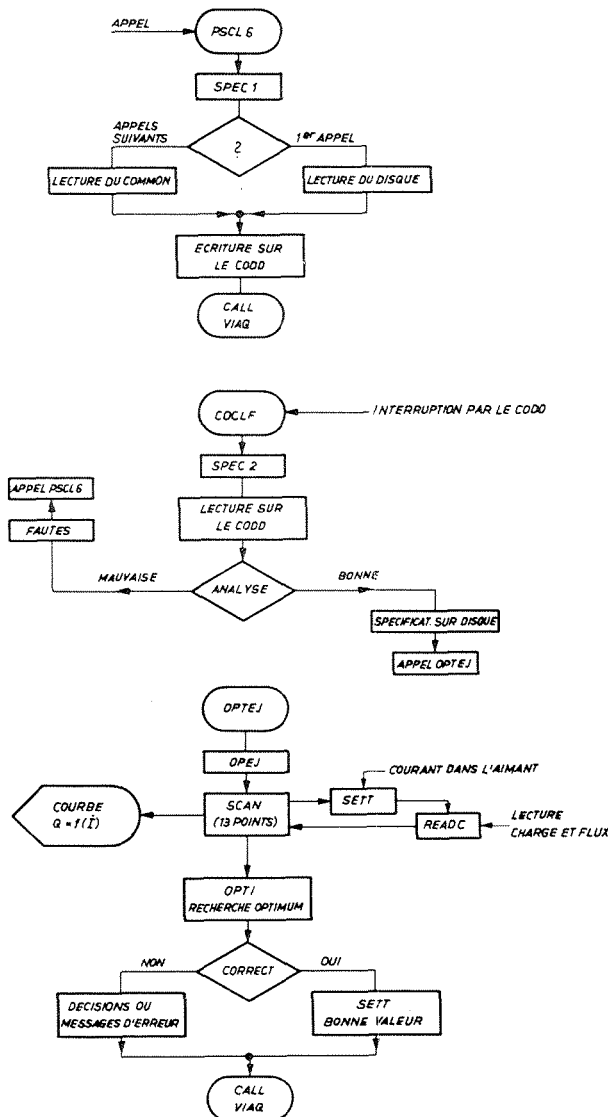 APPEL
PSCL 6
SPEC 1
APPELS
SUIVANTS
1er APPEL
?
LECTURE DU COMMON
LECTURE DU DISQUE
ECRITURE SUR
LE CODD
CALL
VIAQ
COCLF
INTERRUPTION PAR LE CODD
SPEC 2
APPEL PSCL6
LECTURE SUR
LE CODD
FAUTES
MAUVAISE
BONNE
ANALYSE
SPECIFICAT. SUR DISQUE
APPEL OPTEJ
OPTEJ
OPEJ
COURANT DANS L'AIMANT
COURBE
Q = f (İ)
SCAN
(13 POINTS)
SETT
READC
LECTURE
CHARGE ET FLUX
OPTI
RECHERCHE OPTIMUM
NON
OUI
CORRECT
DECISIONS OU
MESSAGES D'ERREUR
SETT
BONNE VALEUR
CALL
VIAQ